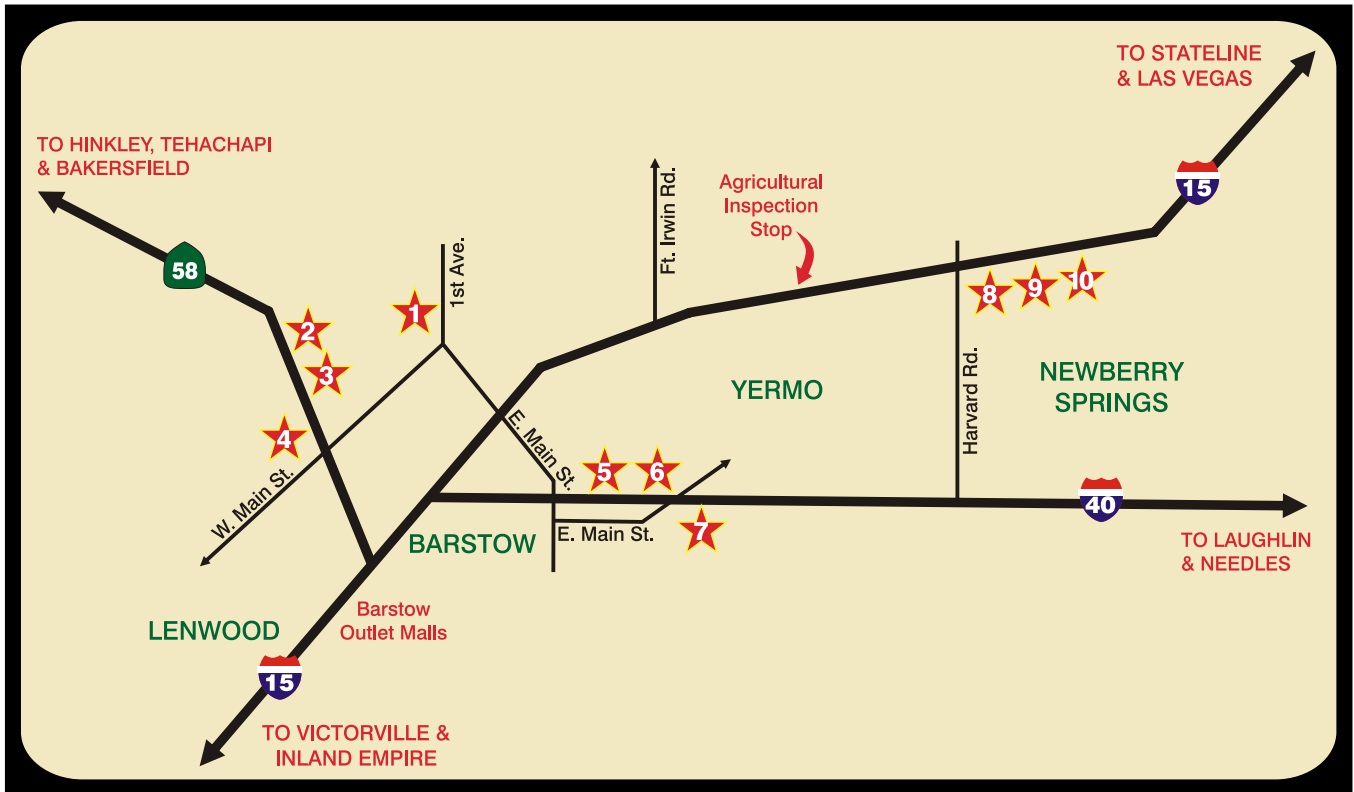 TO STATELINE
& LAS VEGAS
TO HINKLEY, TEHACHAPI
& BAKERSFIELD
Agricultural
Inspection
Stop
15
58
1st Ave.
Ft. Irwin Rd.
1
2
3
4
8
9
10
Harvard Rd.
YERMO
NEWBERRY
SPRINGS
E. Main St.
5
6
7
W. Main St.
40
E. Main St.
BARSTOW
TO LAUGHLIN
& NEEDLES
Barstow
Outlet Malls
LENWOOD
15
TO VICTORVILLE &
INLAND EMPIRE